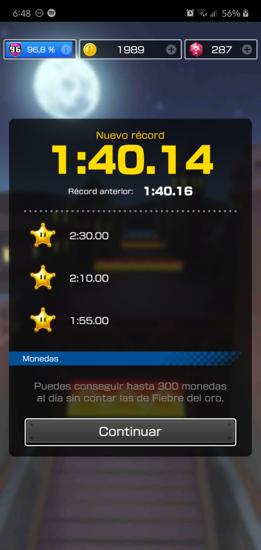 6:48 56%
96 96,8 % i 1989 + 287 +
Nuevo récord
1:40.14
Récord anterior: 1:40.16
2:30.00
2:10.00
1:55.00
Monedas
Puedes conseguir hasta 300 monedas
al día sin contar las de Fiebre del oro.
Continuar